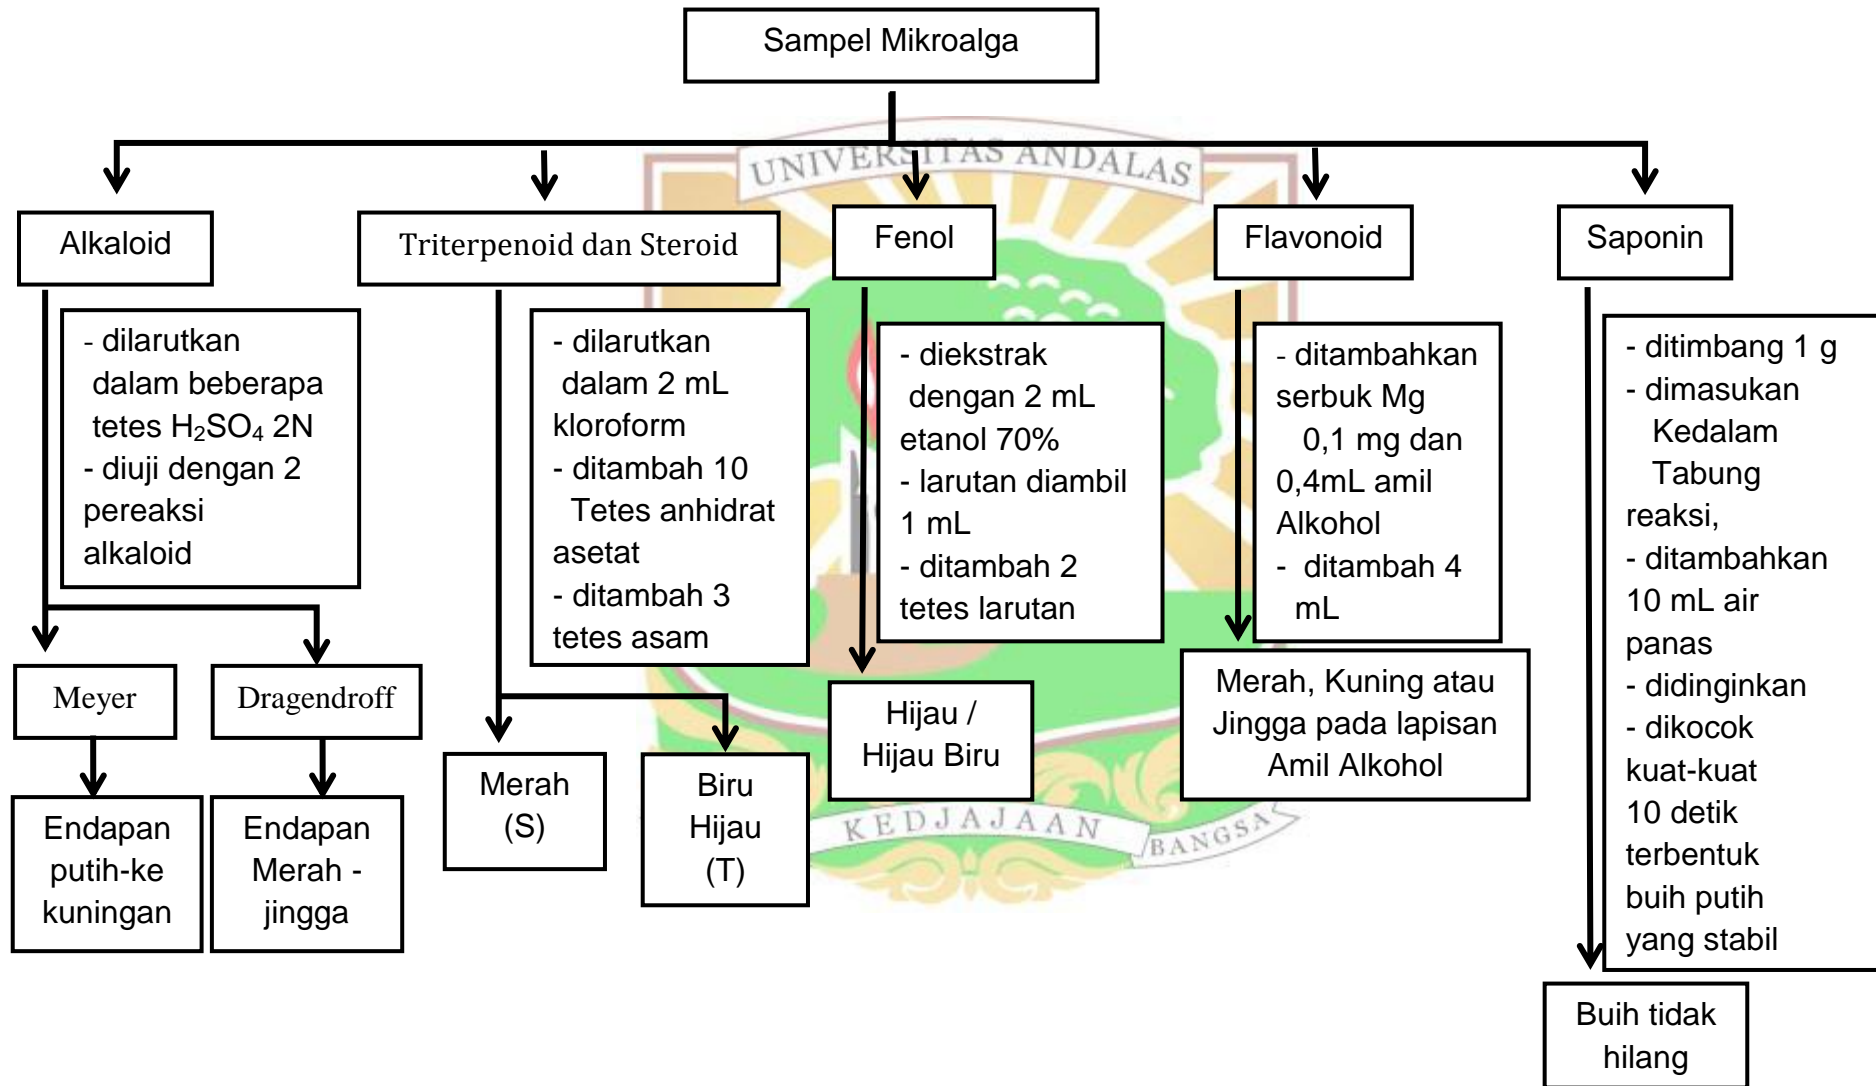 Sampel Mikroalga
UNIVERSITAS ANDALAS
Alkaloid
Triterpenoid dan Steroid
Fenol
Flavonoid
Saponin
- dilarutkan
dalam beberapa
tetes H₂SO₄ 2N
- diuji dengan 2
pereaksi
alkaloid
- dilarutkan
dalam 2 mL
kloroform
- ditambah 10
Tetes anhidrat
asetat
- ditambah 3
tetes asam
- diekstrak
dengan 2 mL
etanol 70%
- larutan diambil
1 mL
- ditambah 2
tetes larutan
- ditambahkan
serbuk Mg
0,1 mg dan
0,4mL amil
Alkohol
- ditambah 4
mL
- ditimbang 1 g
- dimasukan
Kedalam
Tabung
reaksi,
- ditambahkan
10 mL air
panas
- didinginkan
- dikocok
kuat-kuat
10 detik
terbentuk
buih putih
yang stabil
Meyer
Dragendroff
Endapan
putih-ke
kuningan
Endapan
Merah -
jingga
Merah
(S)
Biru
Hijau
(T)
Hijau /
Hijau Biru
Merah, Kuning atau
Jingga pada lapisan
Amil Alkohol
Buih tidak
hilang
KEDJAJAAN
BANGSA